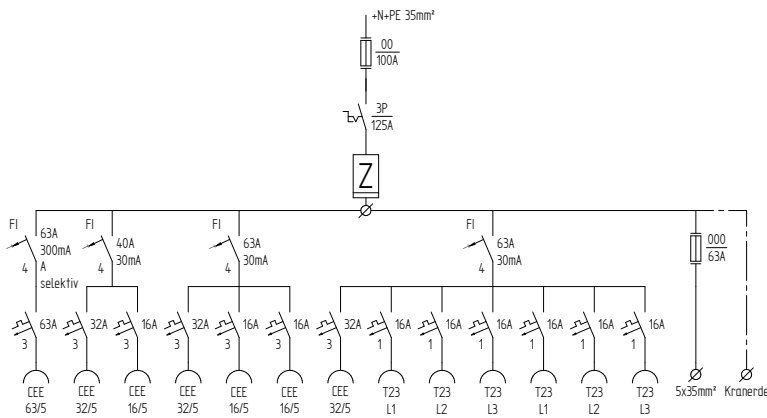 +N+PE 35mm²
00
100A
3P
125A
Z
FI
63A
300mA
4
A
selektiv
FI
40A
30mA
4
FI
63A
30mA
4
FI
63A
30mA
4
000
63A
63A
3
32A
3
16A
3
32A
3
16A
3
16A
3
32A
3
16A
1
16A
1
16A
1
16A
1
16A
1
16A
1
CEE
63/5
CEE
32/5
CEE
16/5
CEE
32/5
CEE
16/5
CEE
16/5
CEE
32/5
T23
L1
T23
L2
T23
L3
T23
L1
T23
L2
T23
L3
5x35mm²
Kranerde